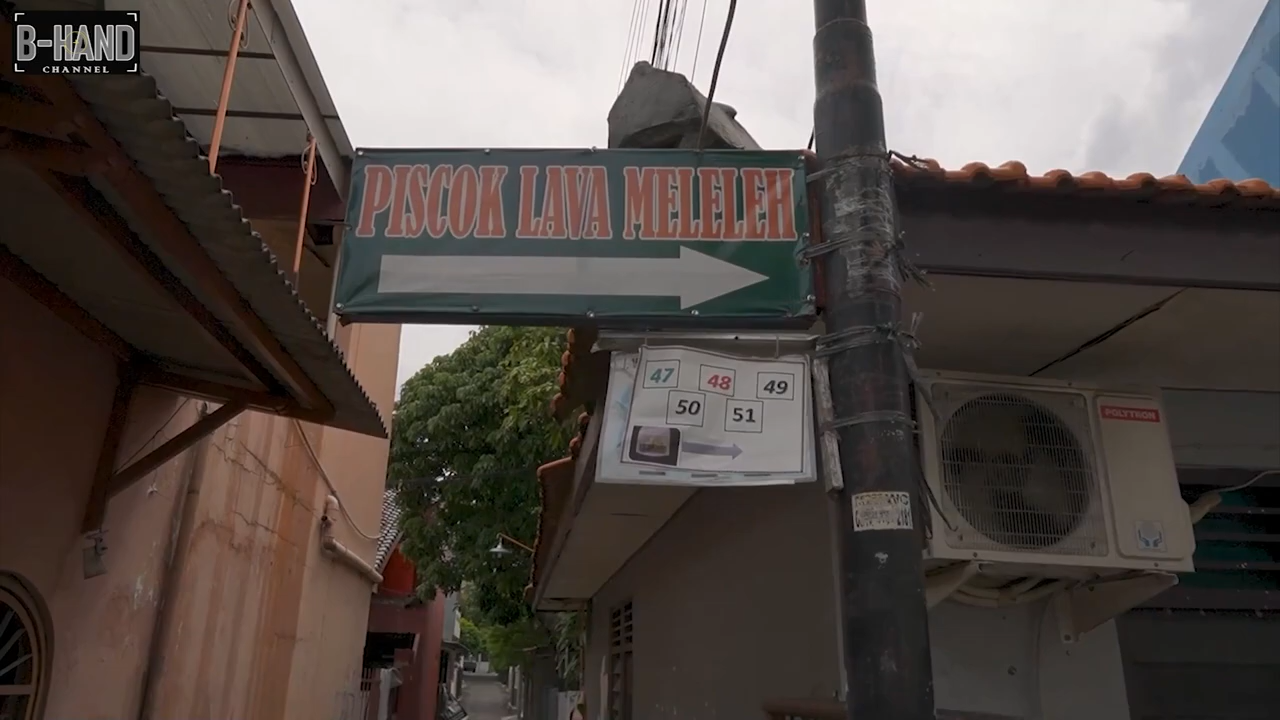 B-HAND
CHANNEL
PISCOK LAVA MELELEH
47 48 49
50 51
POLYTRON